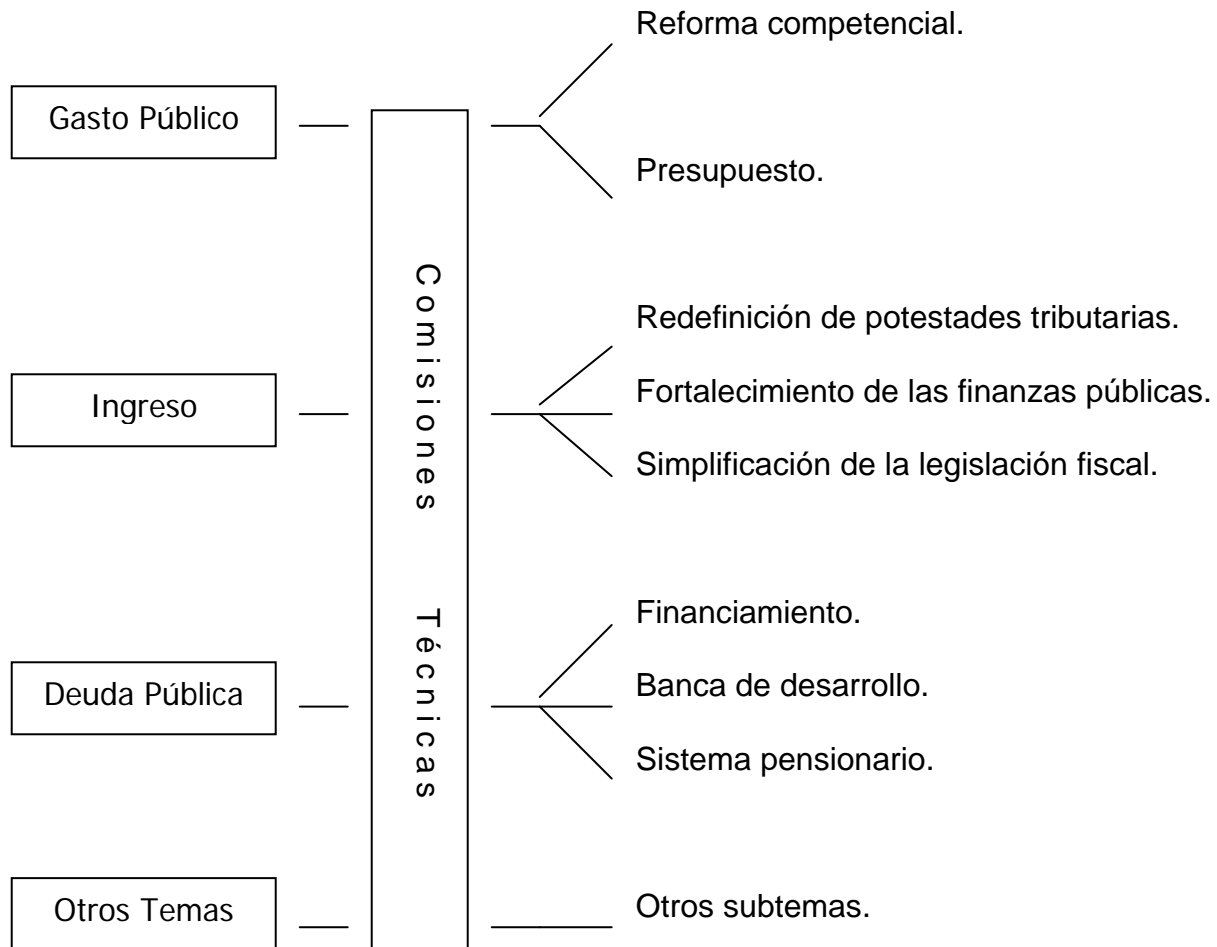 Reforma competencial.
Gasto Público
Presupuesto.
Comisiones Técnicas
Redefinición de potestades tributarias.
Ingreso
Fortalecimiento de las finanzas públicas.
Simplificación de la legislación fiscal.
Financiamiento.
Deuda Pública
Banca de desarrollo.
Sistema pensionario.
Otros Temas
Otros subtemas.